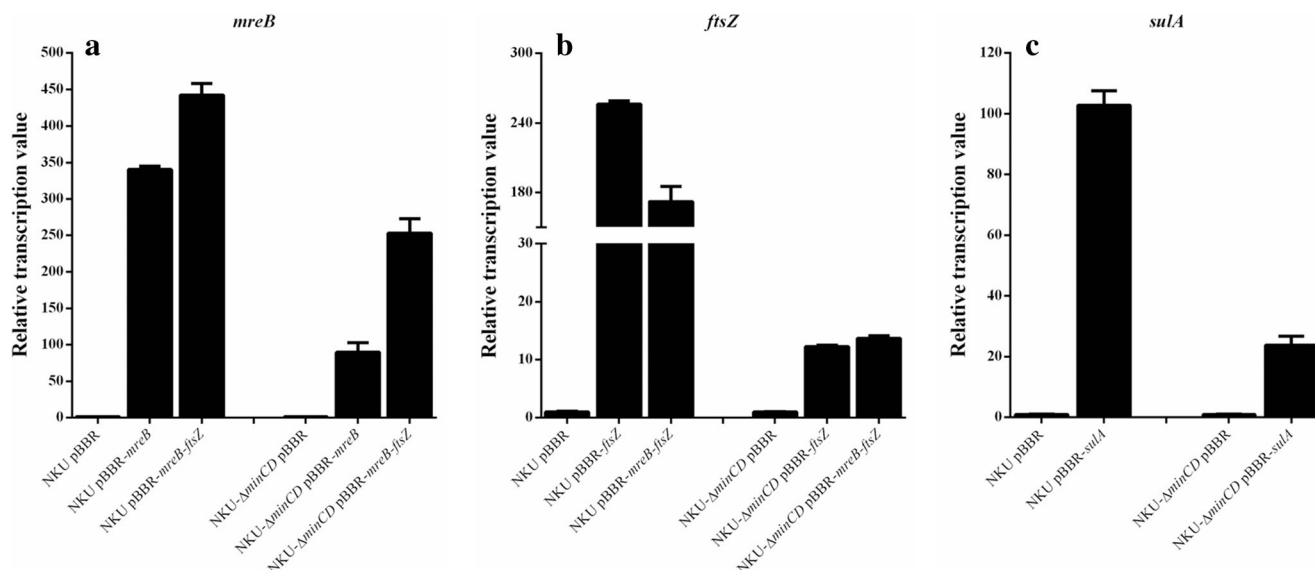 mreB
a
Relative transcription value
500
450
400
350
300
250
200
150
100
50
0
NKU pBBR
NKU pBBR-mreB
NKU pBBR-mreB-ftsZ
NKU-ΔminCD pBBR
NKU-ΔminCD pBBR-mreB
NKU-ΔminCD pBBR-mreB-ftsZ
ftsZ
b
Relative transcription value
300
240
180
30
20
10
0
NKU pBBR
NKU pBBR-ftsZ
NKU pBBR-mreB-ftsZ
NKU-ΔminCD pBBR
NKU-ΔminCD pBBR-ftsZ
NKU-ΔminCD pBBR-mreB-ftsZ
sulA
c
Relative transcription value
120
100
80
60
40
20
0
NKU pBBR
NKU pBBR-sulA
NKU-ΔminCD pBBR
NKU-ΔminCD pBBR-sulA